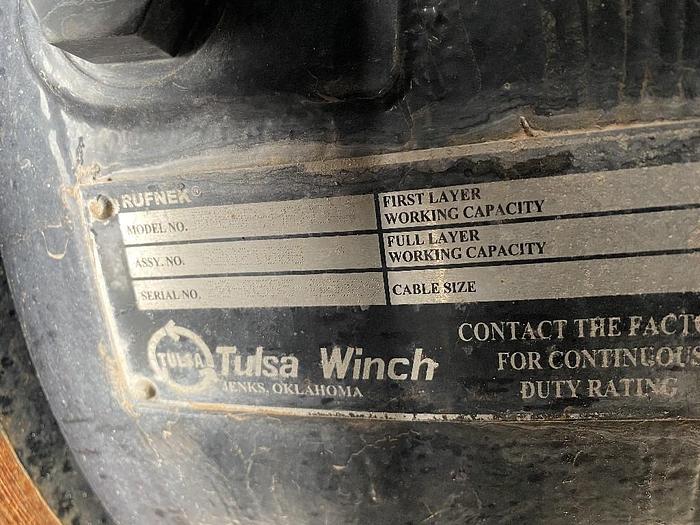 RUFNEK®
MODEL NO.
ASSY. NO.
SERIAL NO.
FIRST LAYER
WORKING CAPACITY
FULL LAYER
WORKING CAPACITY
CABLE SIZE
TULSA
Tulsa Winch
JENKS, OKLAHOMA
CONTACT THE FACTO
FOR CONTINUOUS
DUTY RATING